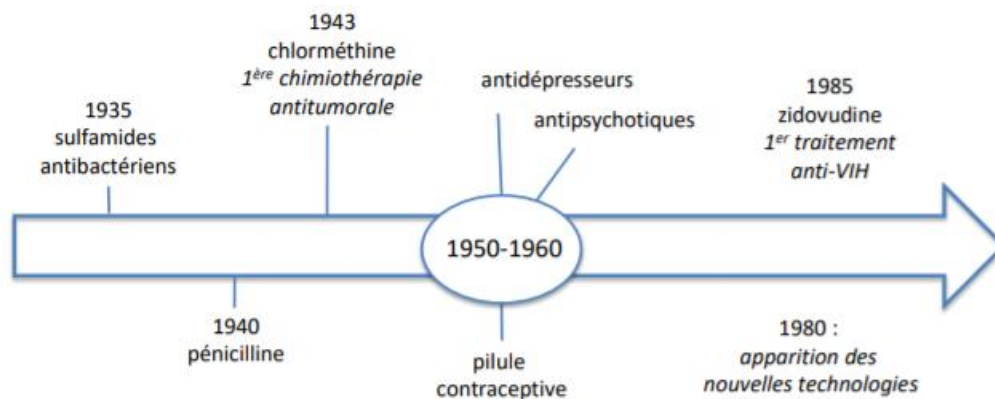 1935
sulfamides
antibactériens
1943
chlorméthine
1ère chimiothérapie
antitumorale
antidépresseurs
antipsychotiques
1985
zidovudine
1er traitement
anti-VIH
1950-1960
1940
pénicilline
pilule
contraceptive
1980 :
apparition des
nouvelles technologies